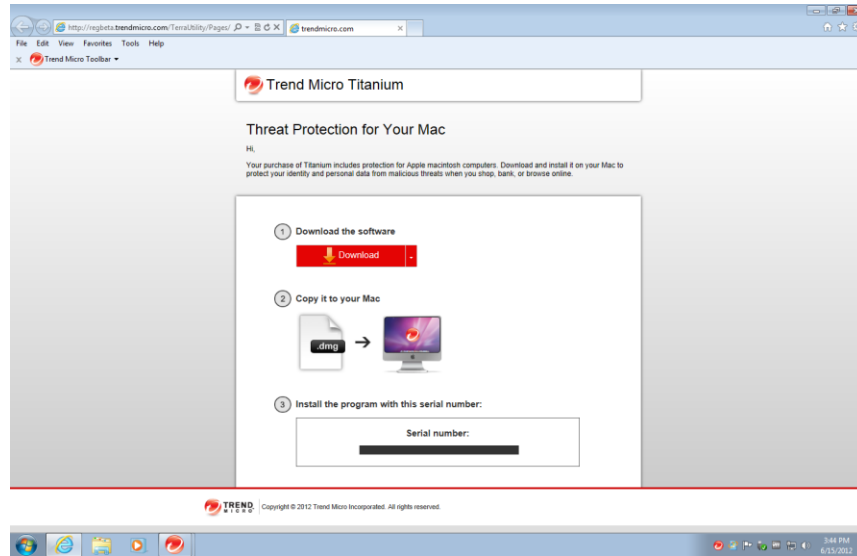 http://regbeta.trendmicro.com/TerraUtility/Pages/
trendmicro.com
File Edit View Favorites Tools Help
x Trend Micro Toolbar
Trend Micro Titanium
Threat Protection for Your Mac
Hi,
Your purchase of Titanium includes protection for Apple macintosh computers. Download and install it on your Mac to
protect your identity and personal data from malicious threats when you shop, bank, or browse online.
1 Download the software
Download
2 Copy it to your Mac
.dmg
3 Install the program with this serial number:
Serial number:
TREND MICRO Copyright © 2012 Trend Micro Incorporated. All rights reserved.
3:44 PM
6/15/2012